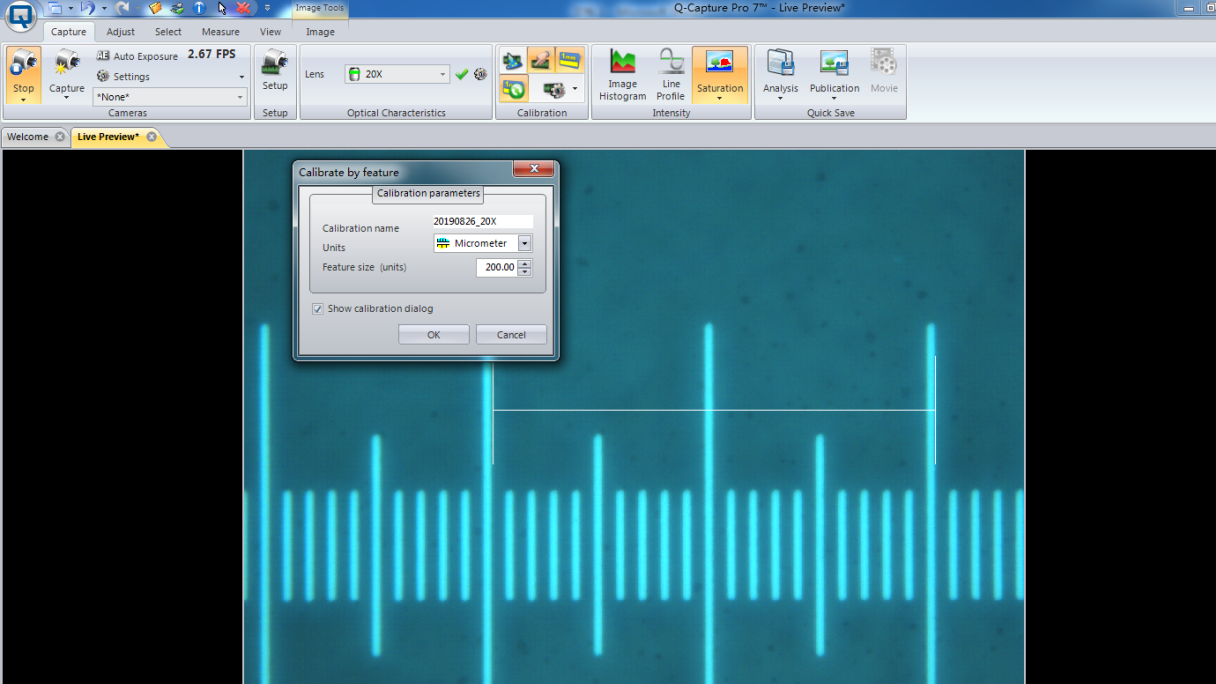 Image Tools
Q-Capture Pro 7™ - Live Preview*
Capture Adjust Select Measure View Image
Stop
Capture
Auto Exposure 2.67 FPS
Settings
*None*
Cameras
Setup
Setup
Lens 20X
Optical Characteristics
Calibration
Image Histogram
Line Profile
Saturation
Intensity
Analysis
Publication
Movie
Quick Save
Welcome
Live Preview*
Calibrate by feature
Calibration parameters
Calibration name 20190826_20X
Units Micrometer
Feature size (units) 200.00
Show calibration dialog
OK Cancel